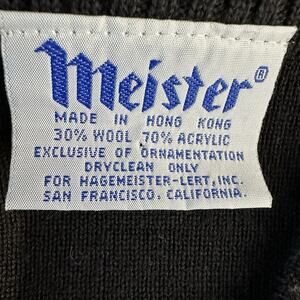 Meister®
MADE IN HONG KONG
30% WOOL 70% ACRYLIC
EXCLUSIVE OF ORNAMENTATION
DRYCLEAN ONLY
FOR HAGEMEISTER-LERT, INC.
SAN FRANCISCO, CALIFORNIA.